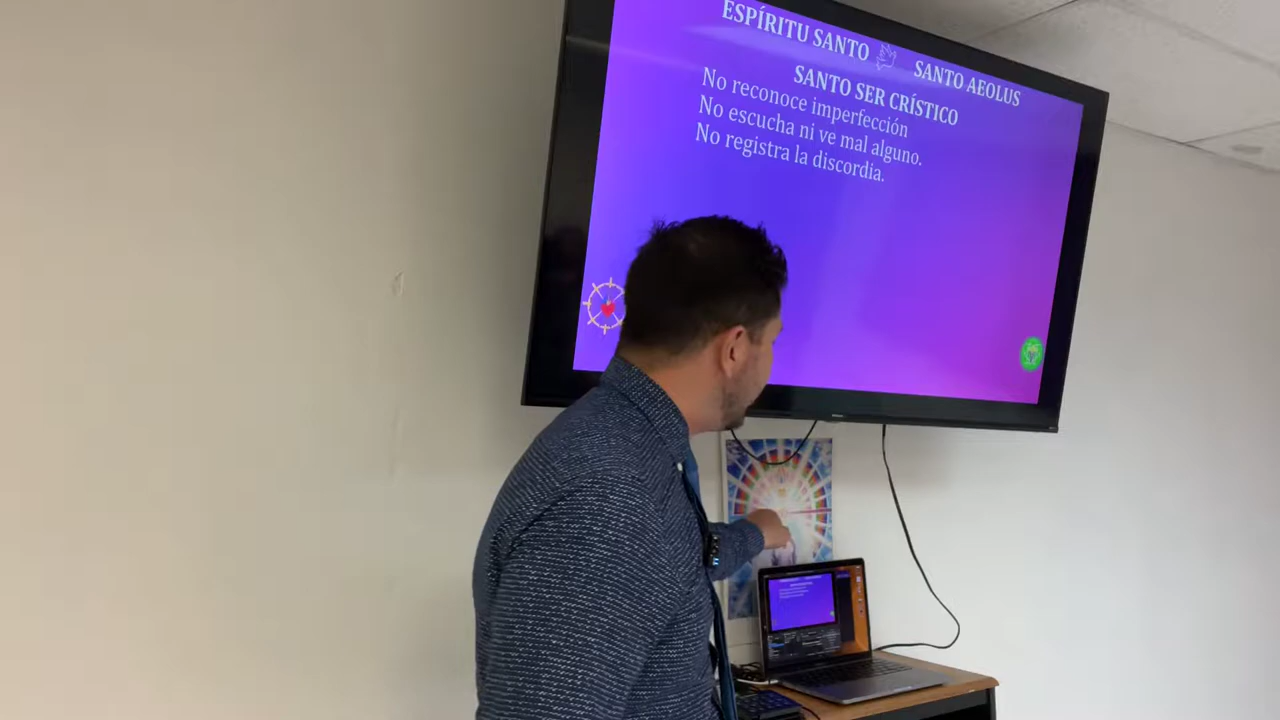 ESPÍRITU SANTO SANTO AEOLUS
SANTO SER CRÍSTICO
No reconoce imperfección
No escucha ni ve mal alguno.
No registra la discordia.